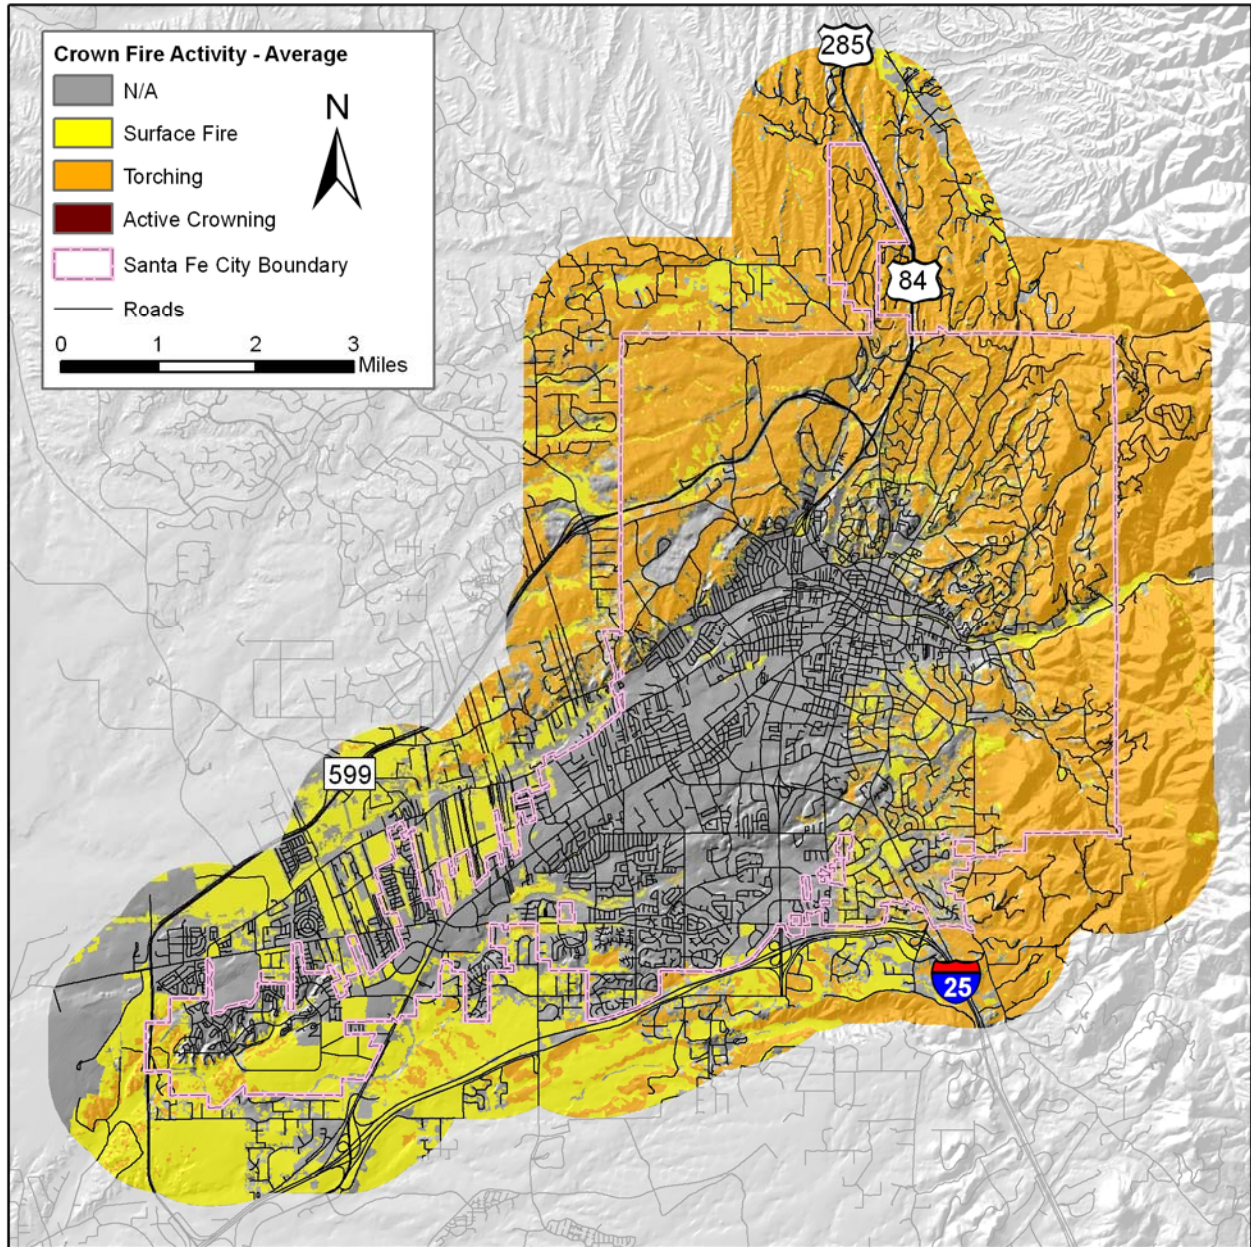 Crown Fire Activity - Average
N/A
Surface Fire
Torching
Active Crowning
Santa Fe City Boundary
Roads
N
0 1 2 3
Miles
285
84
599
25